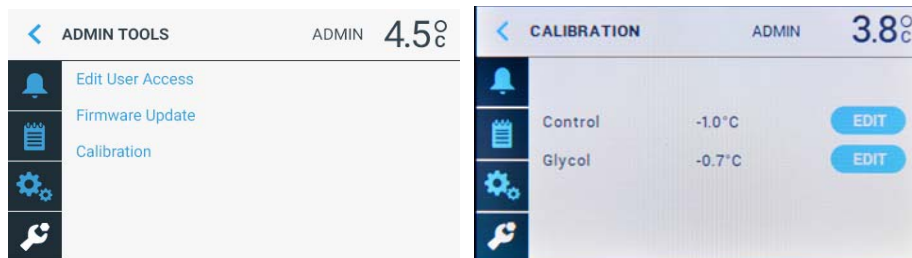 ADMIN TOOLS ADMIN 4.5°C
Edit User Access
Firmware Update
Calibration
CALIBRATION ADMIN 3.8°C
Control -1.0°C EDIT
Glycol -0.7°C EDIT